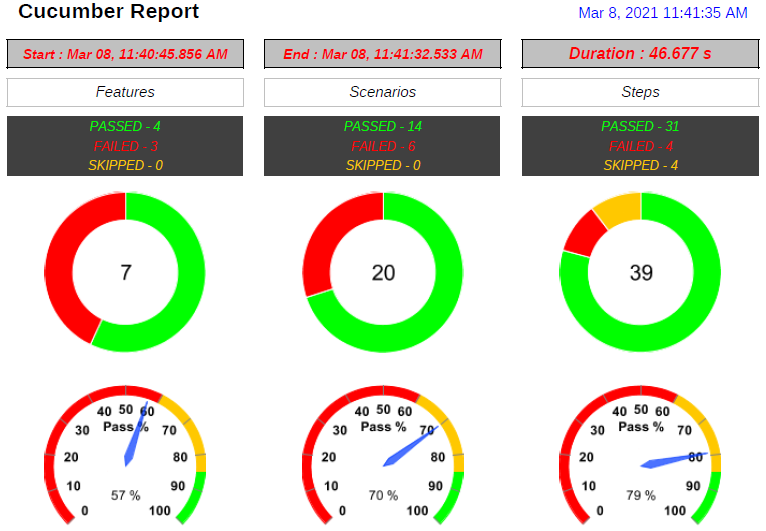 Cucumber Report
Mar 8, 2021 11:41:35 AM
Start : Mar 08, 11:40:45.856 AM
End : Mar 08, 11:41:32.533 AM
Duration : 46.677 s
Features
Scenarios
Steps
PASSED - 4
FAILED - 3
SKIPPED - 0
PASSED - 14
FAILED - 6
SKIPPED - 0
PASSED - 31
FAILED - 4
SKIPPED - 4
7
20
39
0 10 20 30 40 50 60 70 80 90 100
Pass %
57 %
0 10 20 30 40 50 60 70 80 90 100
Pass %
70 %
0 10 20 30 40 50 60 70 80 90 100
Pass %
79 %